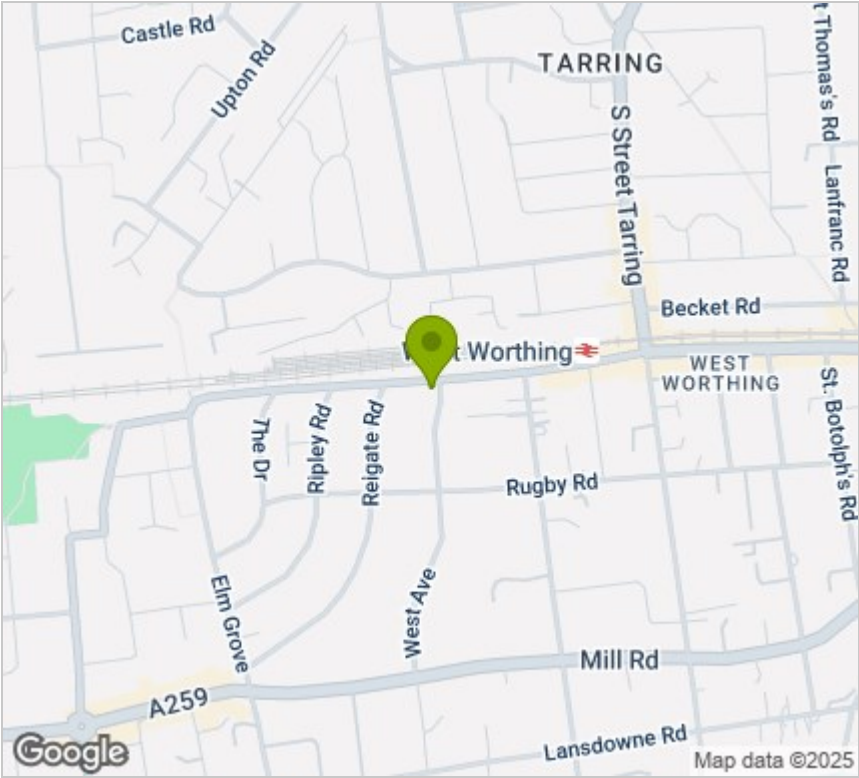 Castle Rd
Upton Rd
TARRING
t Thomas's Rd
S Street Tarring
Lanfranc Rd
Becket Rd
t Worthing
WEST
WORTHING
The Dr
Ripley Rd
Reigate Rd
St. Botolph's Rd
Rugby Rd
Elm Grove
West Ave
Mill Rd
A259
Lansdowne Rd
Google
Map data ©2025